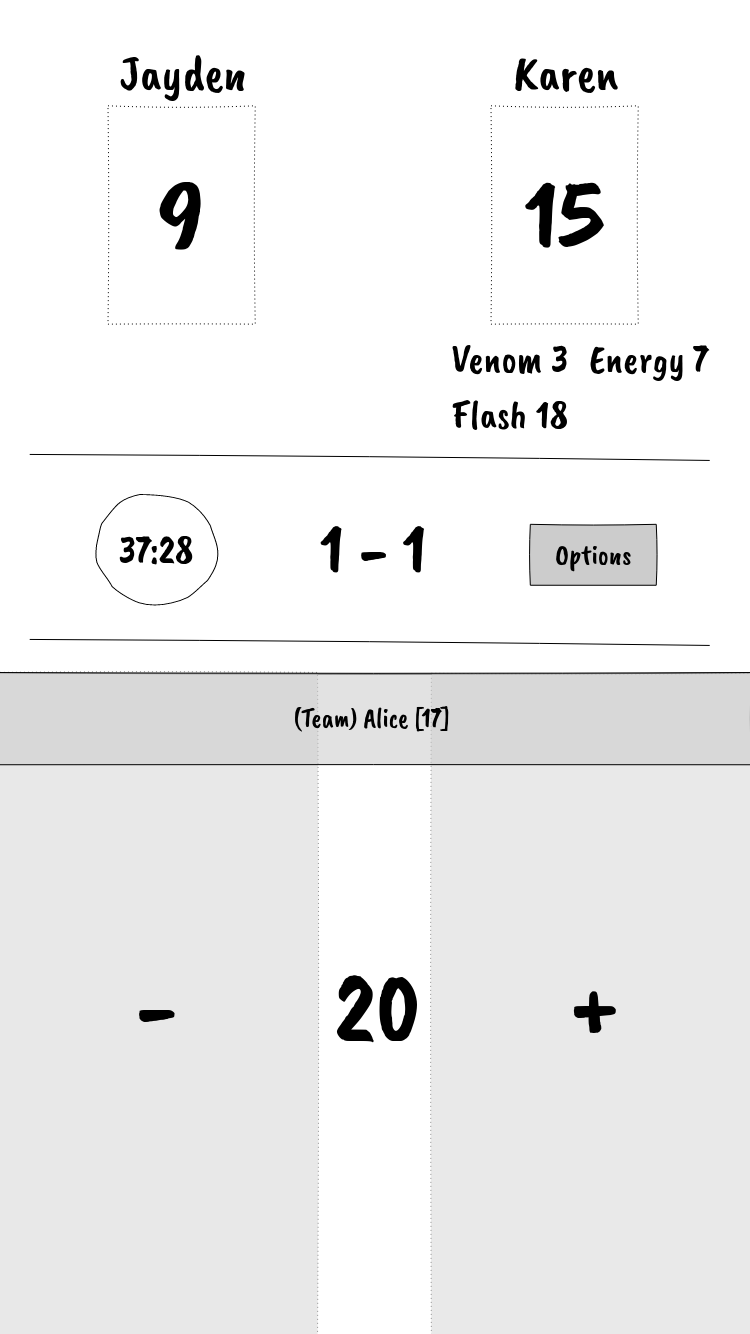 Jayden Karen
9 15
Venom 3 Energy 7
Flash 18
37:28 1 - 1 Options
(Team) Alice [17]
- 20 +